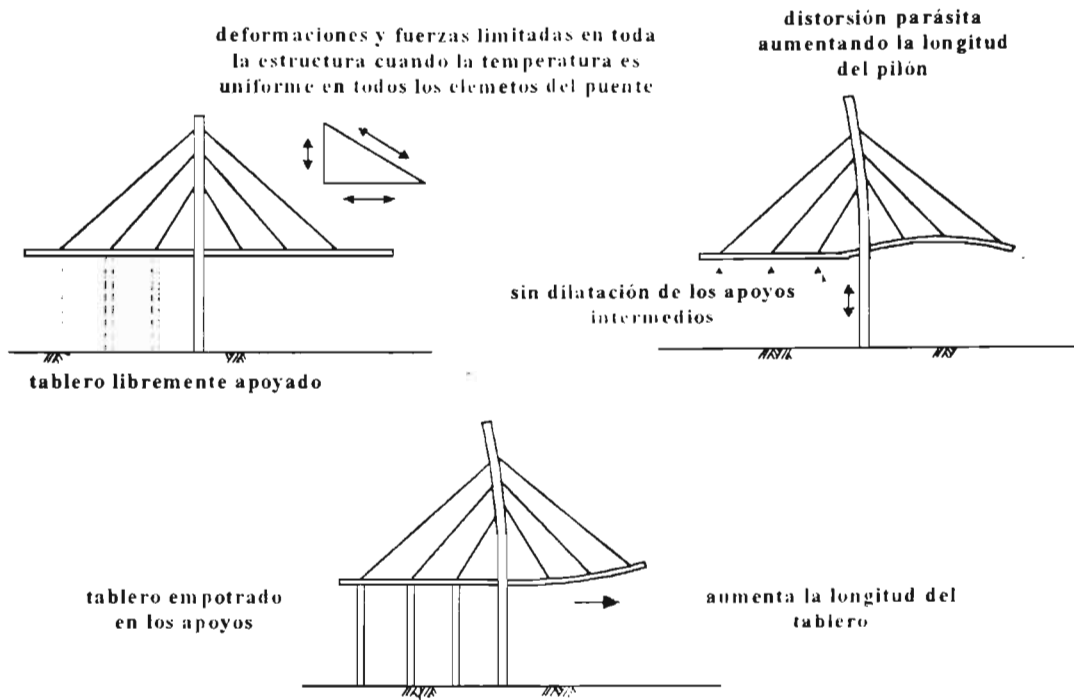 deformaciones y fuerzas limitadas en toda
la estructura cuando la temperatura es
uniforme en todos los elemetos del puente
distorsión parásita
aumentando la longitud
del pilón
sin dilatación de los apoyos
intermedios
tablero libremente apoyado
tablero empotrado
en los apoyos
aumenta la longitud del
tablero